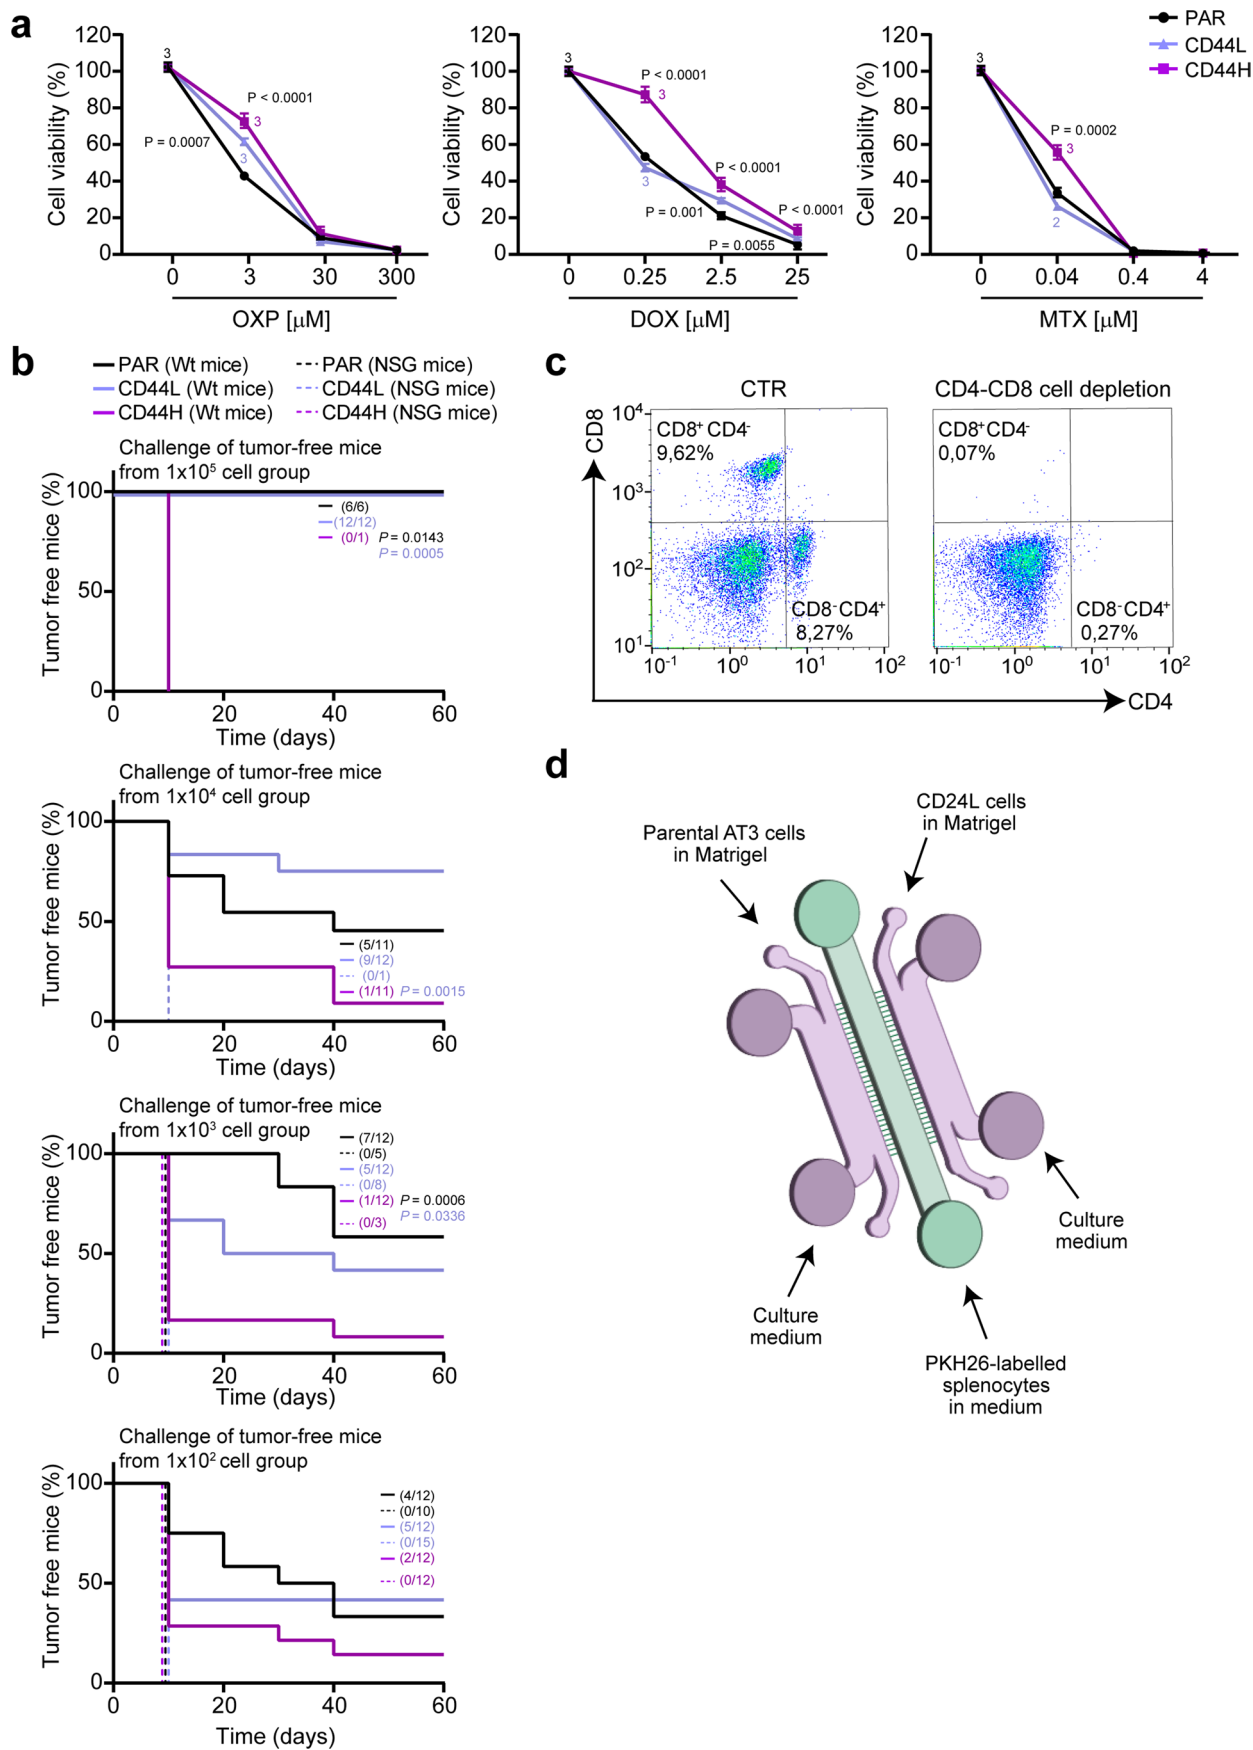 a
PAR
CD44L
CD44H
Cell viability (%)
120
100
80
60
40
20
0
3
P < 0.0001
3
P = 0.0007
3
0 3 30 300
OXP [μM]
Cell viability (%)
120
100
80
60
40
20
0
3
P < 0.0001
3
P < 0.0001
3
P = 0.001
P < 0.0001
P = 0.0055
0 0.25 2.5 25
DOX [μM]
Cell viability (%)
120
100
80
60
40
20
0
3
P = 0.0002
3
2
0 0.04 0.4 4
MTX [μM]
b
PAR (Wt mice)
CD44L (Wt mice)
CD44H (Wt mice)
PAR (NSG mice)
CD44L (NSG mice)
CD44H (NSG mice)
Challenge of tumor-free mice
from 1x10⁵ cell group
Tumor free mice (%)
100
50
0
(6/6)
(12/12)
(0/1) P = 0.0143
P = 0.0005
0 20 40 60
Time (days)
Challenge of tumor-free mice
from 1x10⁴ cell group
Tumor free mice (%)
100
50
0
(5/11)
(9/12)
(0/1)
(1/11) P = 0.0015
0 20 40 60
Time (days)
Challenge of tumor-free mice
from 1x10³ cell group
Tumor free mice (%)
100
50
0
(7/12)
(0/5)
(5/12)
(0/8)
(1/12) P = 0.0006
P = 0.0336
(0/3)
0 20 40 60
Time (days)
Challenge of tumor-free mice
from 1x10² cell group
Tumor free mice (%)
100
50
0
(4/12)
(0/10)
(5/12)
(0/15)
(2/12)
(0/12)
0 20 40 60
Time (days)
c
CTR
CD4-CD8 cell depletion
CD8
10⁴
10³
10²
10¹
CD8⁺ CD4⁻
9,62%
CD8⁻CD4⁺
8,27%
10⁻¹ 10⁰ 10¹ 10²
CD8⁺CD4⁻
0,07%
CD8⁻CD4⁺
0,27%
10⁻¹ 10⁰ 10¹ 10²
CD4
d
CD24L cells
in Matrigel
Parental AT3 cells
in Matrigel
Culture
medium
Culture
medium
PKH26-labelled
splenocytes
in medium